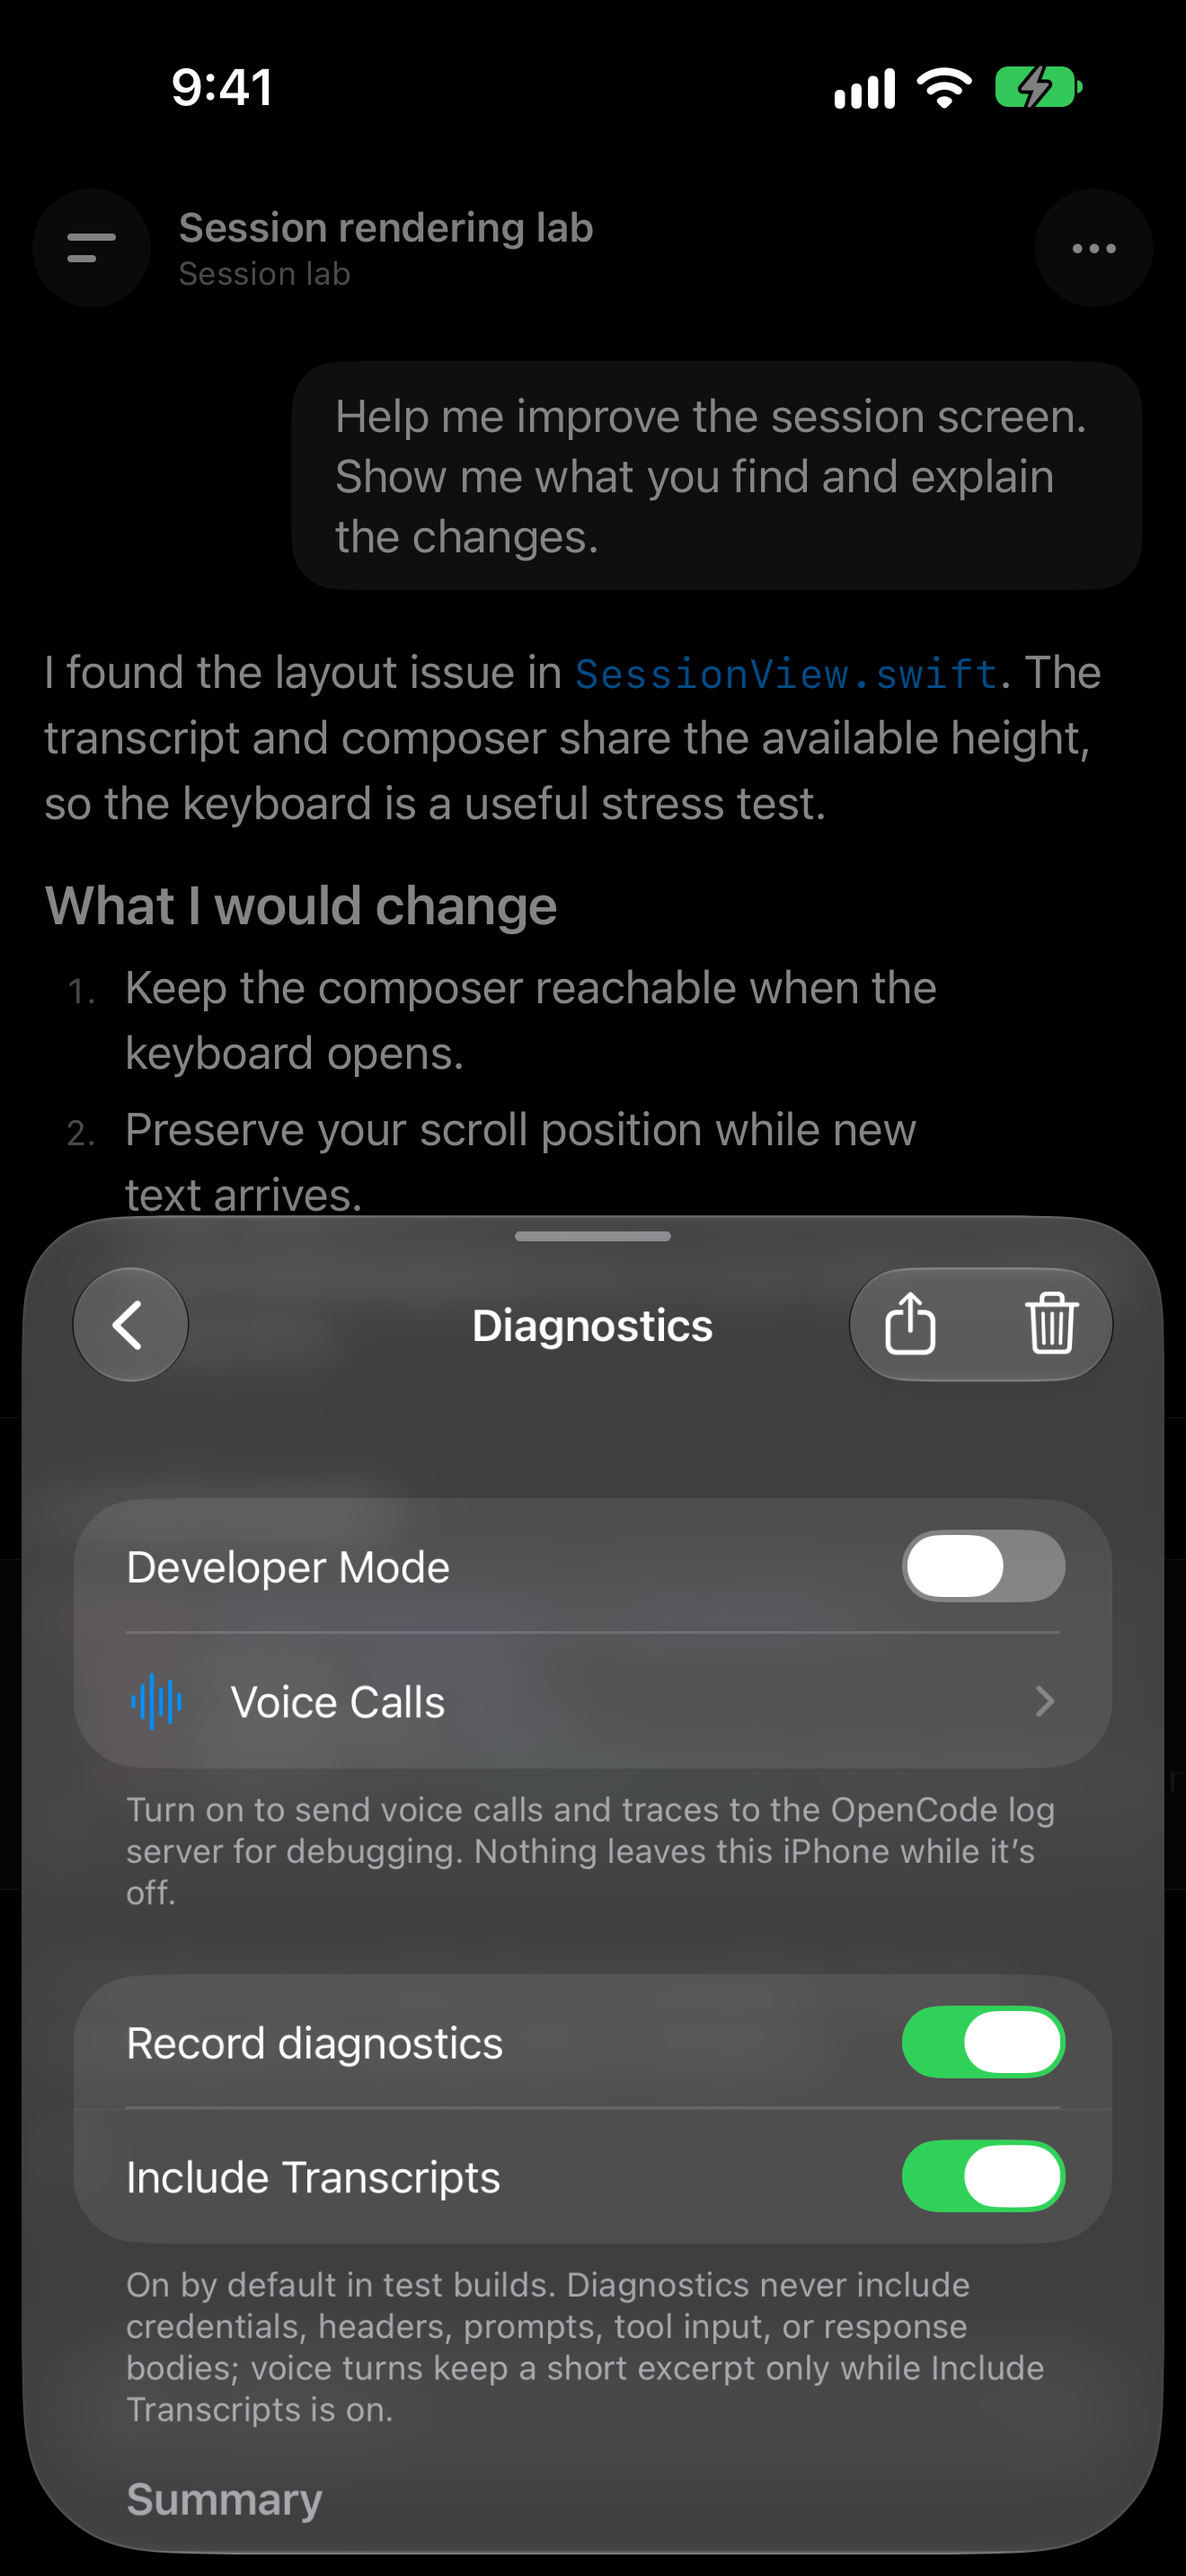 9:41
Session rendering lab
Session lab
Help me improve the session screen.
Show me what you find and explain
the changes.
I found the layout issue in SessionView.swift. The
transcript and composer share the available height,
so the keyboard is a useful stress test.
What I would change
1. Keep the composer reachable when the
keyboard opens.
2. Preserve your scroll position while new
text arrives.
Diagnostics
Developer Mode
Voice Calls
Turn on to send voice calls and traces to the OpenCode log
server for debugging. Nothing leaves this iPhone while it’s
off.
Record diagnostics
Include Transcripts
On by default in test builds. Diagnostics never include
credentials, headers, prompts, tool input, or response
bodies; voice turns keep a short excerpt only while Include
Transcripts is on.
Summary